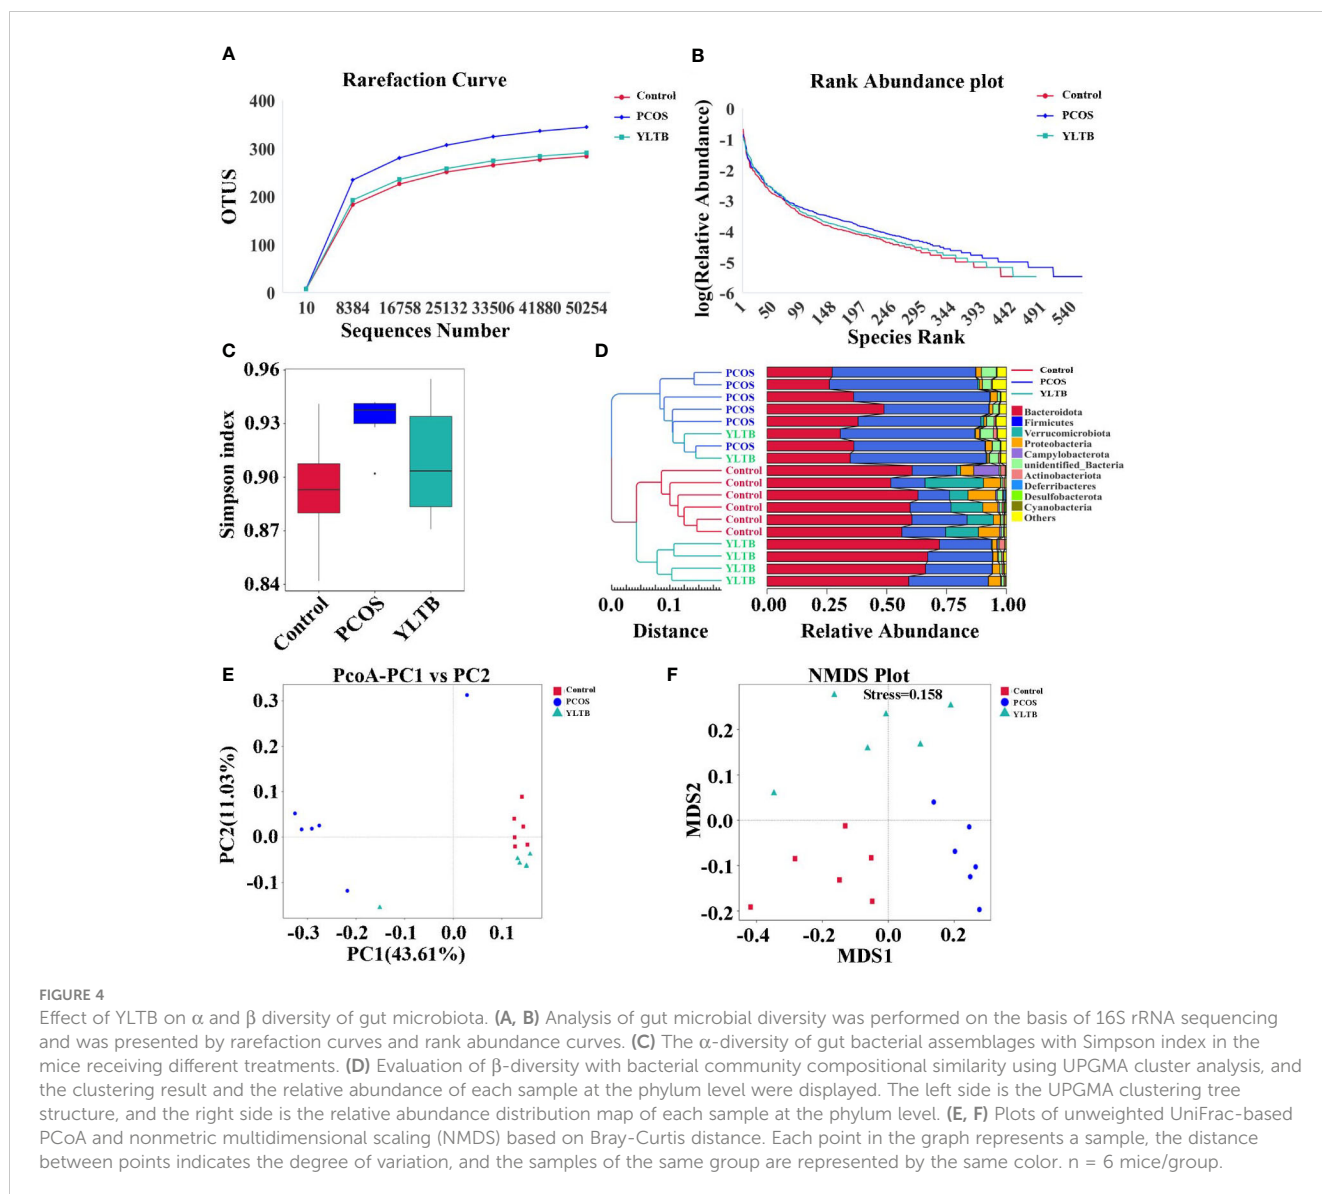 A
Rarefaction Curve
400
300
200
100
0
OTUS
10 8384 16758 25132 33506 41880 50254
Sequences Number
Control
PCOS
YLTB
B
Rank Abundance plot
0
-1
-2
-3
-4
-5
-6
log(Relative Abundance)
1 50 99 148 197 246 295 344 393 442 491 540
Species Rank
Control
PCOS
YLTB
C
0.96
0.93
0.90
0.87
0.84
Simpson index
Control PCOS YLTB
D
PCOS
PCOS
PCOS
PCOS
PCOS
YLTB
PCOS
YLTB
Control
Control
Control
Control
Control
Control
YLTB
YLTB
YLTB
YLTB
0.0 0.1
Distance
0.00 0.25 0.50 0.75 1.00
Relative Abundance
Control
PCOS
YLTB
Bacteroidota
Firmicutes
Verrucomicrobiota
Proteobacteria
Campylobacterota
unidentified_Bacteria
Actinobacteriota
Deferribacteres
Desulfobacterota
Cyanobacteria
Others
E
PcoA-PC1 vs PC2
0.3
0.2
0.1
0.0
-0.1
PC2(11.03%)
-0.3 -0.2 -0.1 0.0 0.1
PC1(43.61%)
Control
PCOS
YLTB
F
NMDS Plot
Stress=0.158
0.2
0.1
0.0
-0.1
-0.2
MDS2
-0.4 -0.2 0.0 0.2
MDS1
Control
PCOS
YLTB
FIGURE 4
Effect of YLTB on α and β diversity of gut microbiota. (A, B) Analysis of gut microbial diversity was performed on the basis of 16S rRNA sequencing
and was presented by rarefaction curves and rank abundance curves. (C) The α-diversity of gut bacterial assemblages with Simpson index in the
mice receiving different treatments. (D) Evaluation of β-diversity with bacterial community compositional similarity using UPGMA cluster analysis, and
the clustering result and the relative abundance of each sample at the phylum level were displayed. The left side is the UPGMA clustering tree
structure, and the right side is the relative abundance distribution map of each sample at the phylum level. (E, F) Plots of unweighted UniFrac-based
PCoA and nonmetric multidimensional scaling (NMDS) based on Bray-Curtis distance. Each point in the graph represents a sample, the distance
between points indicates the degree of variation, and the samples of the same group are represented by the same color. n = 6 mice/group.